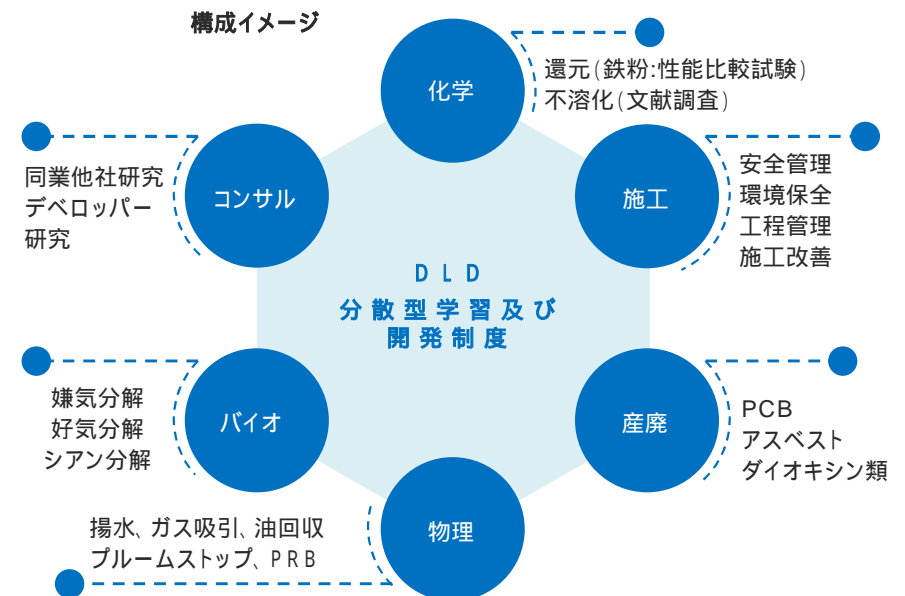 構成イメージ
化学
還元(鉄粉:性能比較試験)
不溶化(文献調査)
コンサル
同業他社研究
デベロッパー
研究
施工
安全管理
環境保全
工程管理
施工改善
DLD
分散型学習及び
開発制度
バイオ
嫌気分解
好気分解
シアン分解
産廃
PCB
アスベスト
ダイオキシン類
物理
揚水、ガス吸引、油回収
プルームストップ、PRB